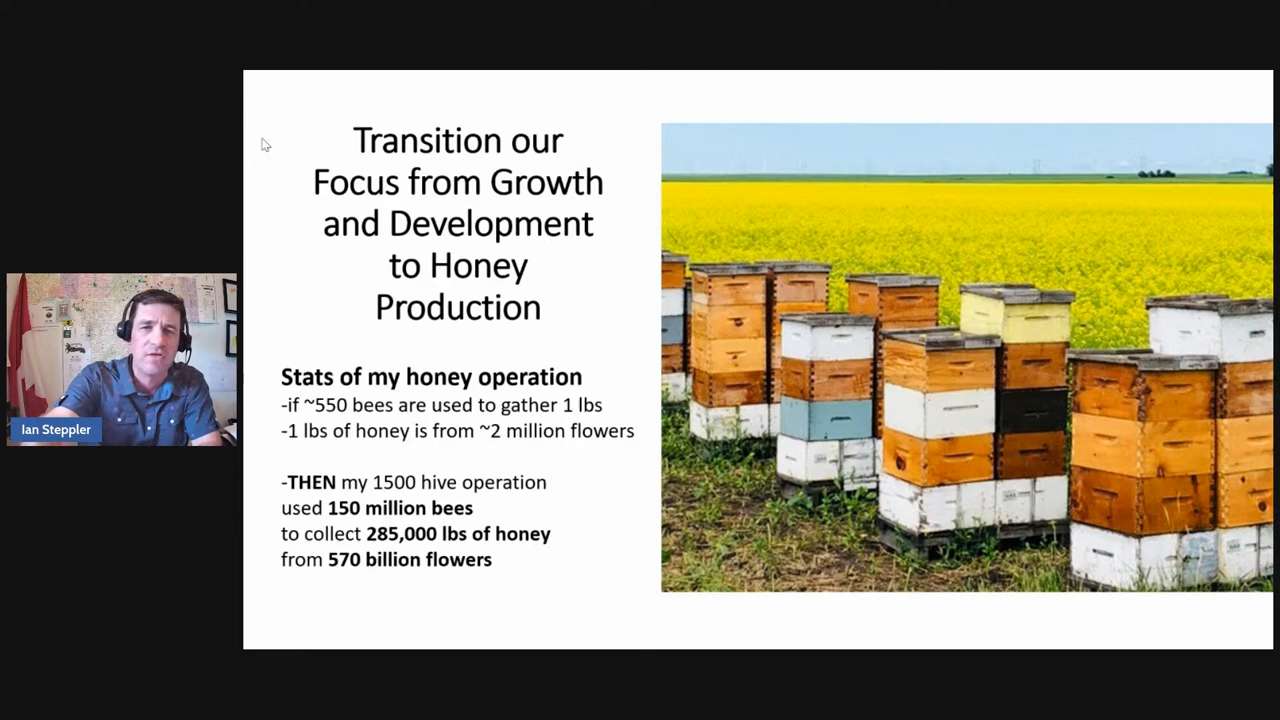 Transition our
Focus from Growth
and Development
to Honey
Production
Stats of my honey operation
-if ~550 bees are used to gather 1 lbs
-1 lbs of honey is from ~2 million flowers
-THEN my 1500 hive operation
used 150 million bees
to collect 285,000 lbs of honey
from 570 billion flowers
Ian Steppler